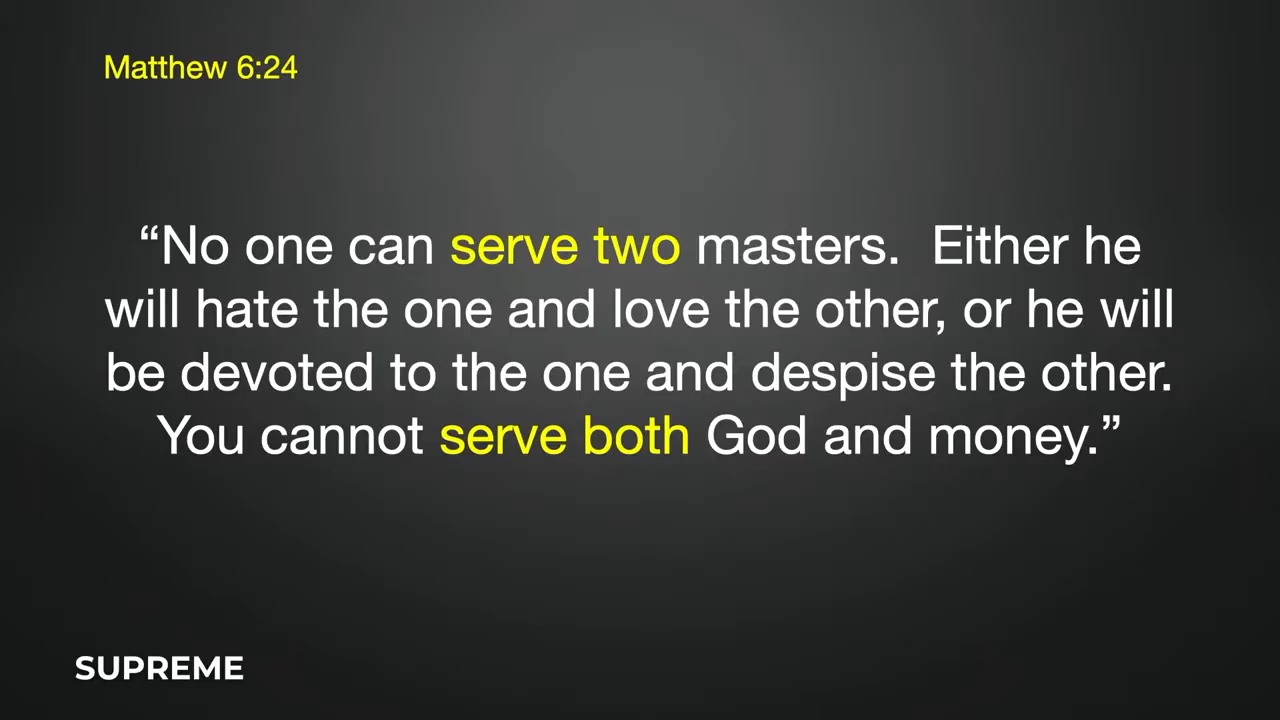 Matthew 6:24
“No one can serve two masters.  Either he
will hate the one and love the other, or he will
be devoted to the one and despise the other.
You cannot serve both God and money.”
SUPREME